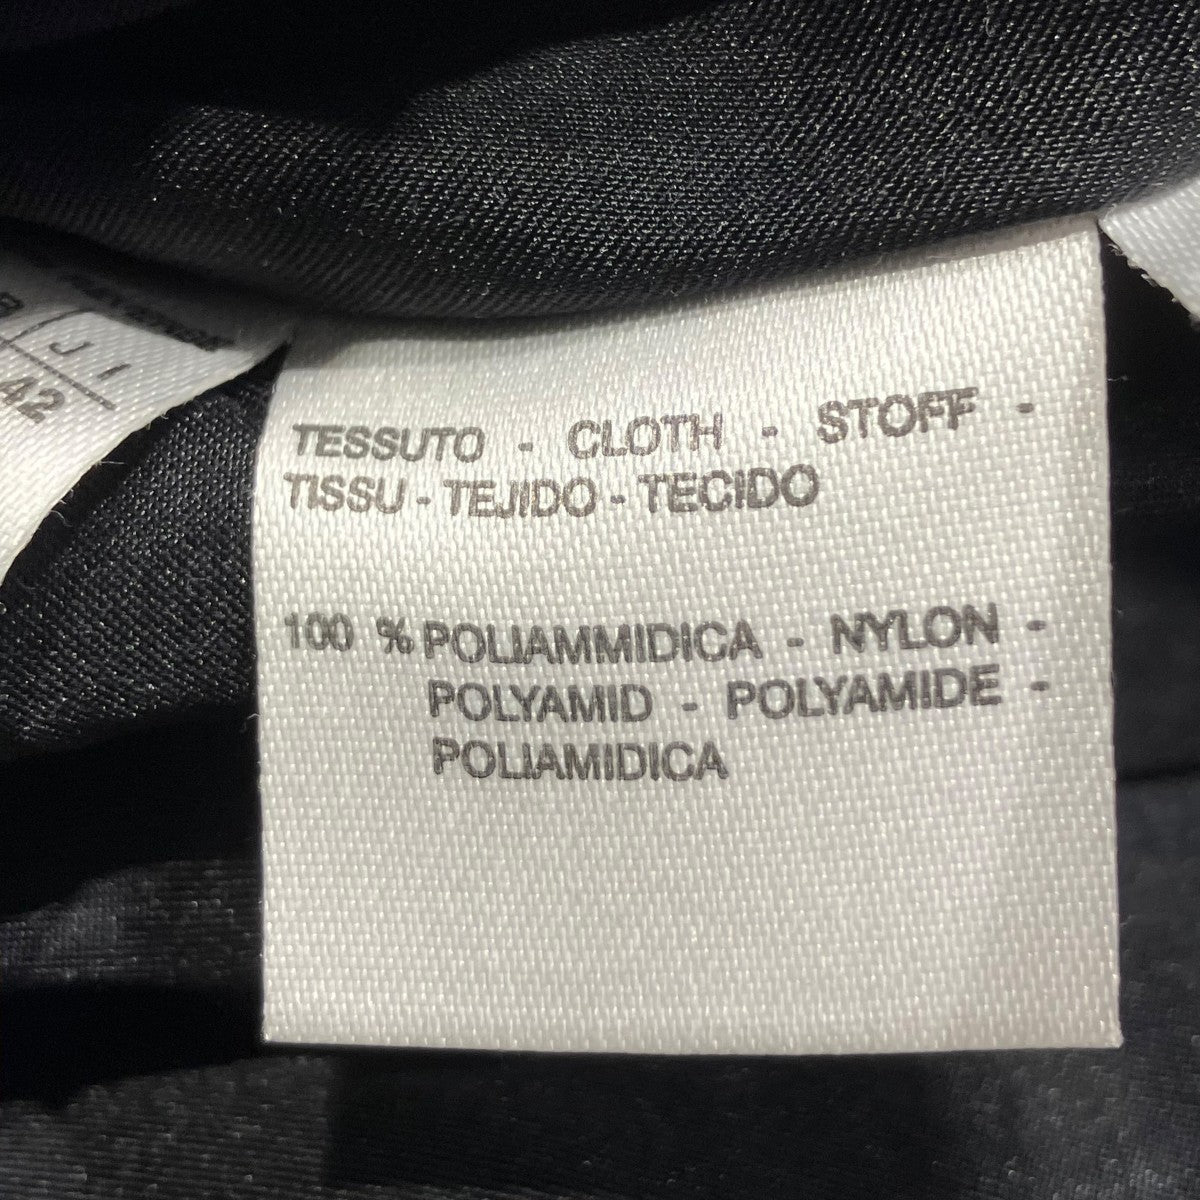 TESSUTO - CLOTH - STOFF -
TISSU - TEJIDO - TECIDO
100 % POLIAMMIDICA - NYLON -
POLYAMID - POLYAMIDE -
POLIAMIDICA
J I
42